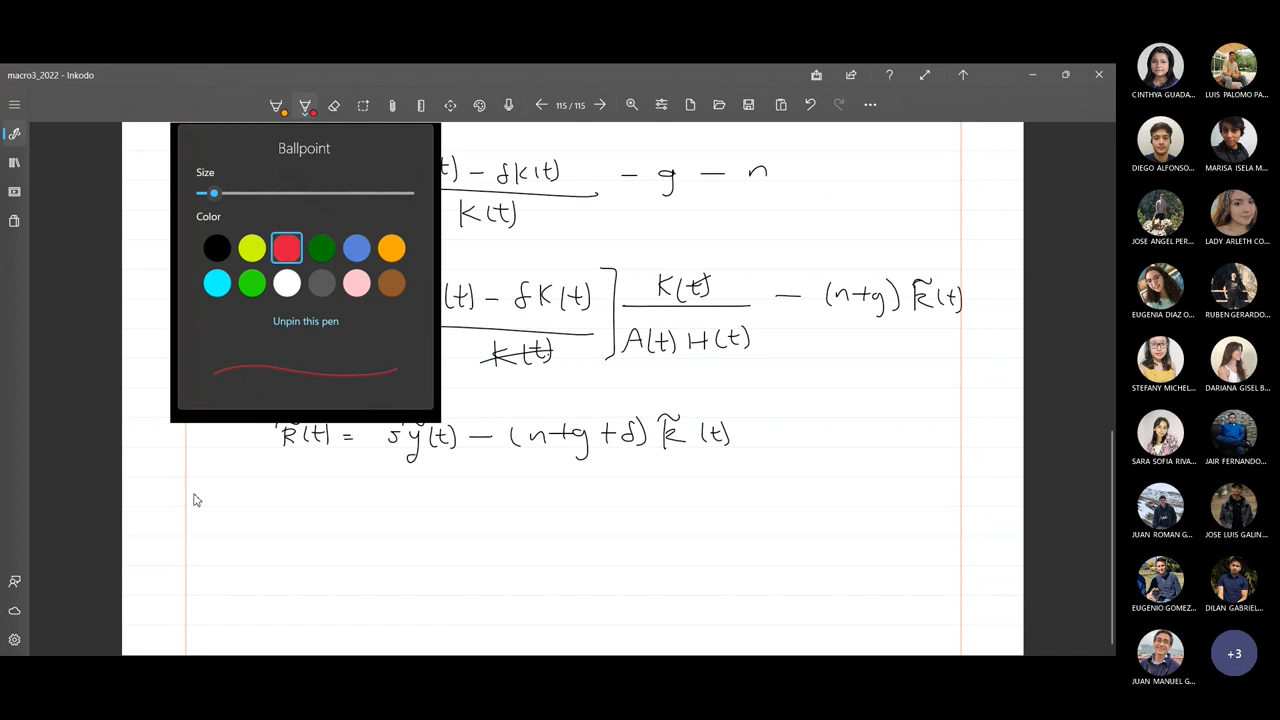 macro3_2022 - Inkodo
115 / 115
Ballpoint
Size
Color
Unpin this pen
t) - δK(t) - g - n
K(t)
(t) - δK(t) ] K(t) - (n+g) k̃(t)
K(t) A(t) H(t)
k̃(t) = sỹ(t) - (n+g+δ) k̃(t)
CINTHYA GUADA...
LUIS PALOMO PA...
DIEGO ALFONSO...
MARISA ISELA M...
JOSE ANGEL PER...
LADY ARLETH CO...
EUGENIA DIAZ O...
RUBEN GERARDO...
STEFANY MICHEL...
DARIANA GISEL B...
SARA SOFIA RIVA...
JAIR FERNANDO...
JUAN ROMAN G...
JOSE LUIS GALIN...
EUGENIO GOMEZ...
DILAN GABRIEL...
JUAN MANUEL G...
+3